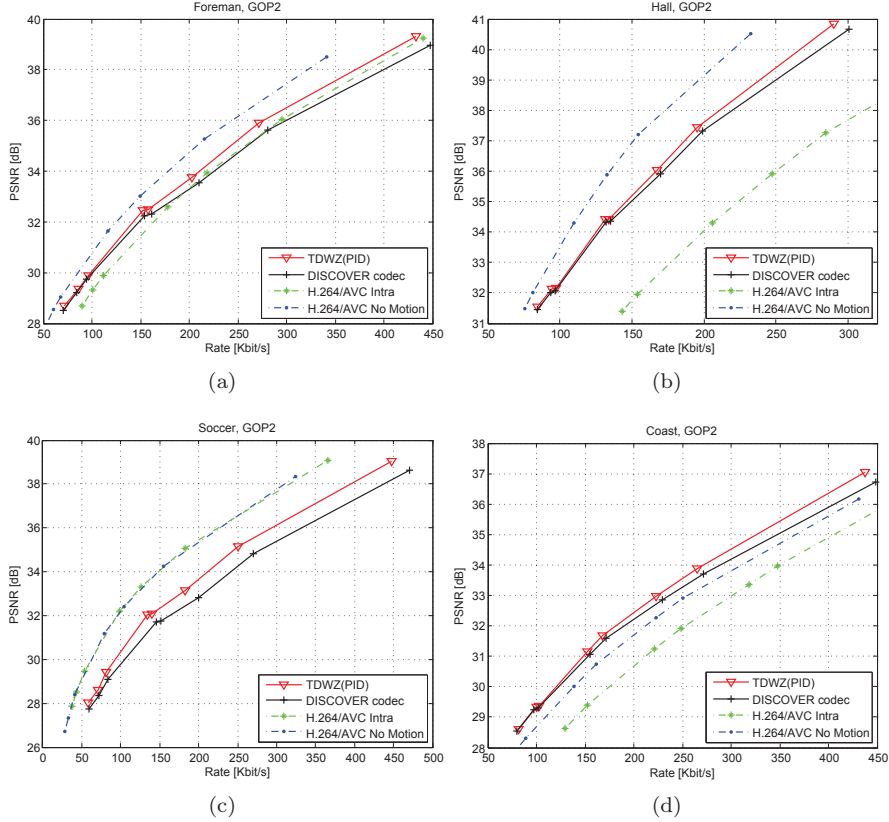 Foreman, GOP2
40
38
36
34
32
30
28
PSNR [dB]
50 100 150 200 250 300 350 400 450
Rate [Kbit/s]
TDWZ(PID)
DISCOVER codec
H.264/AVC Intra
H.264/AVC No Motion
(a)
Hall, GOP2
41
40
39
38
37
36
35
34
33
32
31
PSNR [dB]
50 100 150 200 250 300
Rate [Kbit/s]
TDWZ(PID)
DISCOVER codec
H.264/AVC Intra
H.264/AVC No Motion
(b)
Soccer, GOP2
40
38
36
34
32
30
28
26
PSNR [dB]
0 50 100 150 200 250 300 350 400 450 500
Rate [Kbit/s]
TDWZ(PID)
DISCOVER codec
H.264/AVC Intra
H.264/AVC No Motion
(c)
Coast, GOP2
38
37
36
35
34
33
32
31
30
29
28
PSNR [dB]
50 100 150 200 250 300 350 400 450
Rate [Kbit/s]
TDWZ(PID)
DISCOVER codec
H.264/AVC Intra
H.264/AVC No Motion
(d)